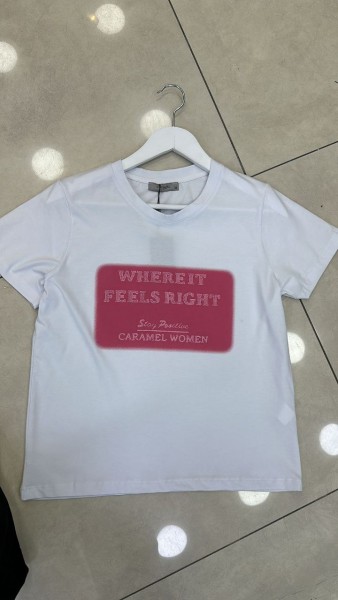 WHERE IT
FEELS RIGHT
Stay Positive
CARAMEL WOMEN